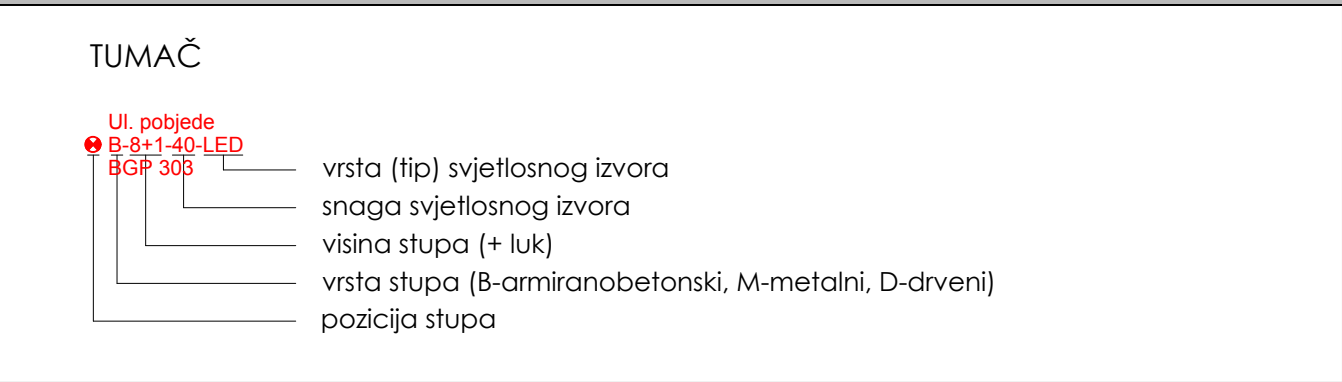 TUMAČ
Ul. pobjede
B-8+1-40-LED
BGP 303
vrsta (tip) svjetlosnog izvora
snaga svjetlosnog izvora
visina stupa (+ luk)
vrsta stupa (B-armiranobetonski, M-metalni, D-drveni)
pozicija stupa